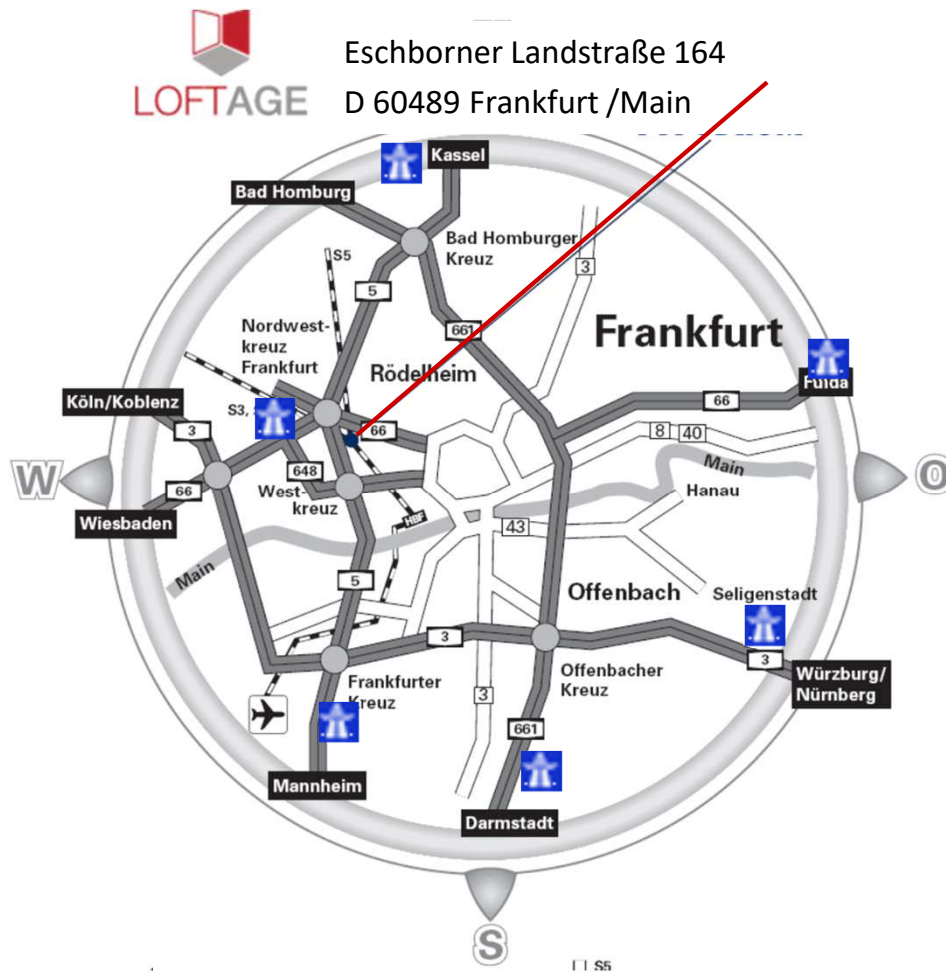 Eschborner Landstraße 164
LOFTAGE
D 60489 Frankfurt /Main
Kassel
Bad Homburg
Bad Homburger
Kreuz
S5
3
5
Nordwest-
kreuz
Frankfurt
661
Frankfurt
Rödelheim
Fulda
Köln/Koblenz
S3,
66
66
3
8
40
648
Main
W
O
66
West-
kreuz
Hanau
Wiesbaden
HBF
43
Main
5
Offenbach
Seligenstadt
3
3
Offenbacher
Kreuz
Würzburg/
Nürnberg
Frankfurter
Kreuz
3
661
Mannheim
Darmstadt
S
S5